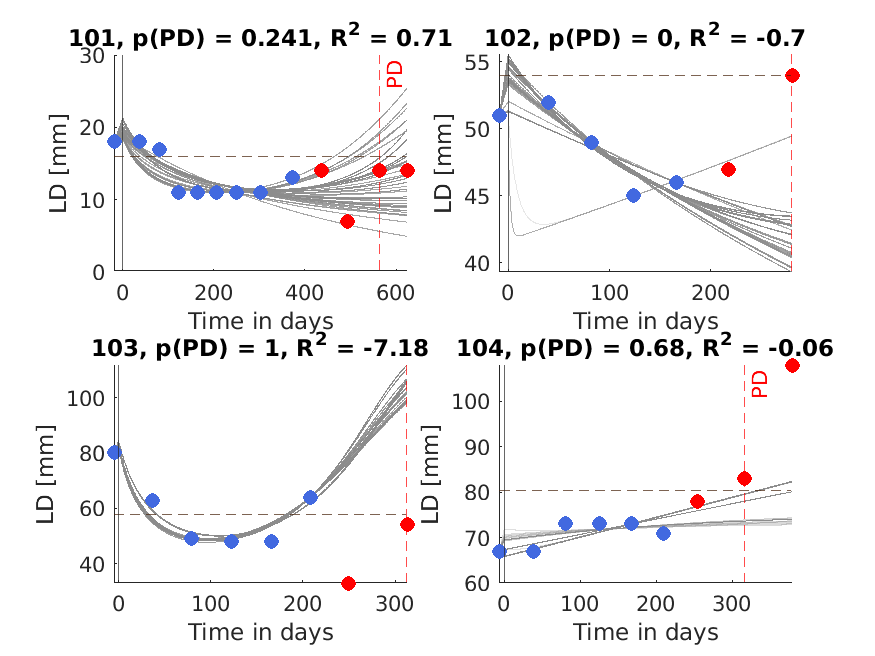 101, p(PD) = 0.241, R² = 0.71
30
20
10
0
LD [mm]
PD
0 200 400 600
Time in days
102, p(PD) = 0, R² = -0.7
55
50
45
40
LD [mm]
0 100 200
Time in days
103, p(PD) = 1, R² = -7.18
100
80
60
40
LD [mm]
0 100 200 300
Time in days
104, p(PD) = 0.68, R² = -0.06
100
90
80
70
60
LD [mm]
PD
0 100 200 300
Time in days